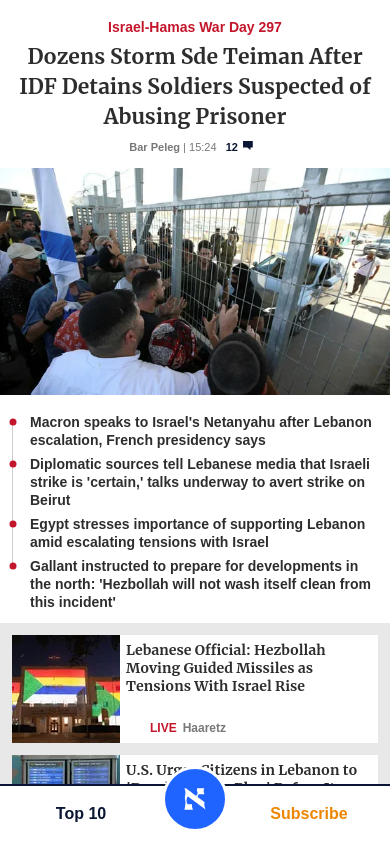 Israel-Hamas War Day 297
Dozens Storm Sde Teiman After
IDF Detains Soldiers Suspected of
Abusing Prisoner
Bar Peleg | 15:24 12
Macron speaks to Israel's Netanyahu after Lebanon
escalation, French presidency says
Diplomatic sources tell Lebanese media that Israeli
strike is 'certain,' talks underway to avert strike on
Beirut
Egypt stresses importance of supporting Lebanon
amid escalating tensions with Israel
Gallant instructed to prepare for developments in
the north: 'Hezbollah will not wash itself clean from
this incident'
Lebanese Official: Hezbollah
Moving Guided Missiles as
Tensions With Israel Rise
LIVE Haaretz
U.S. Urges Citizens in Lebanon to
Top 10
Subscribe